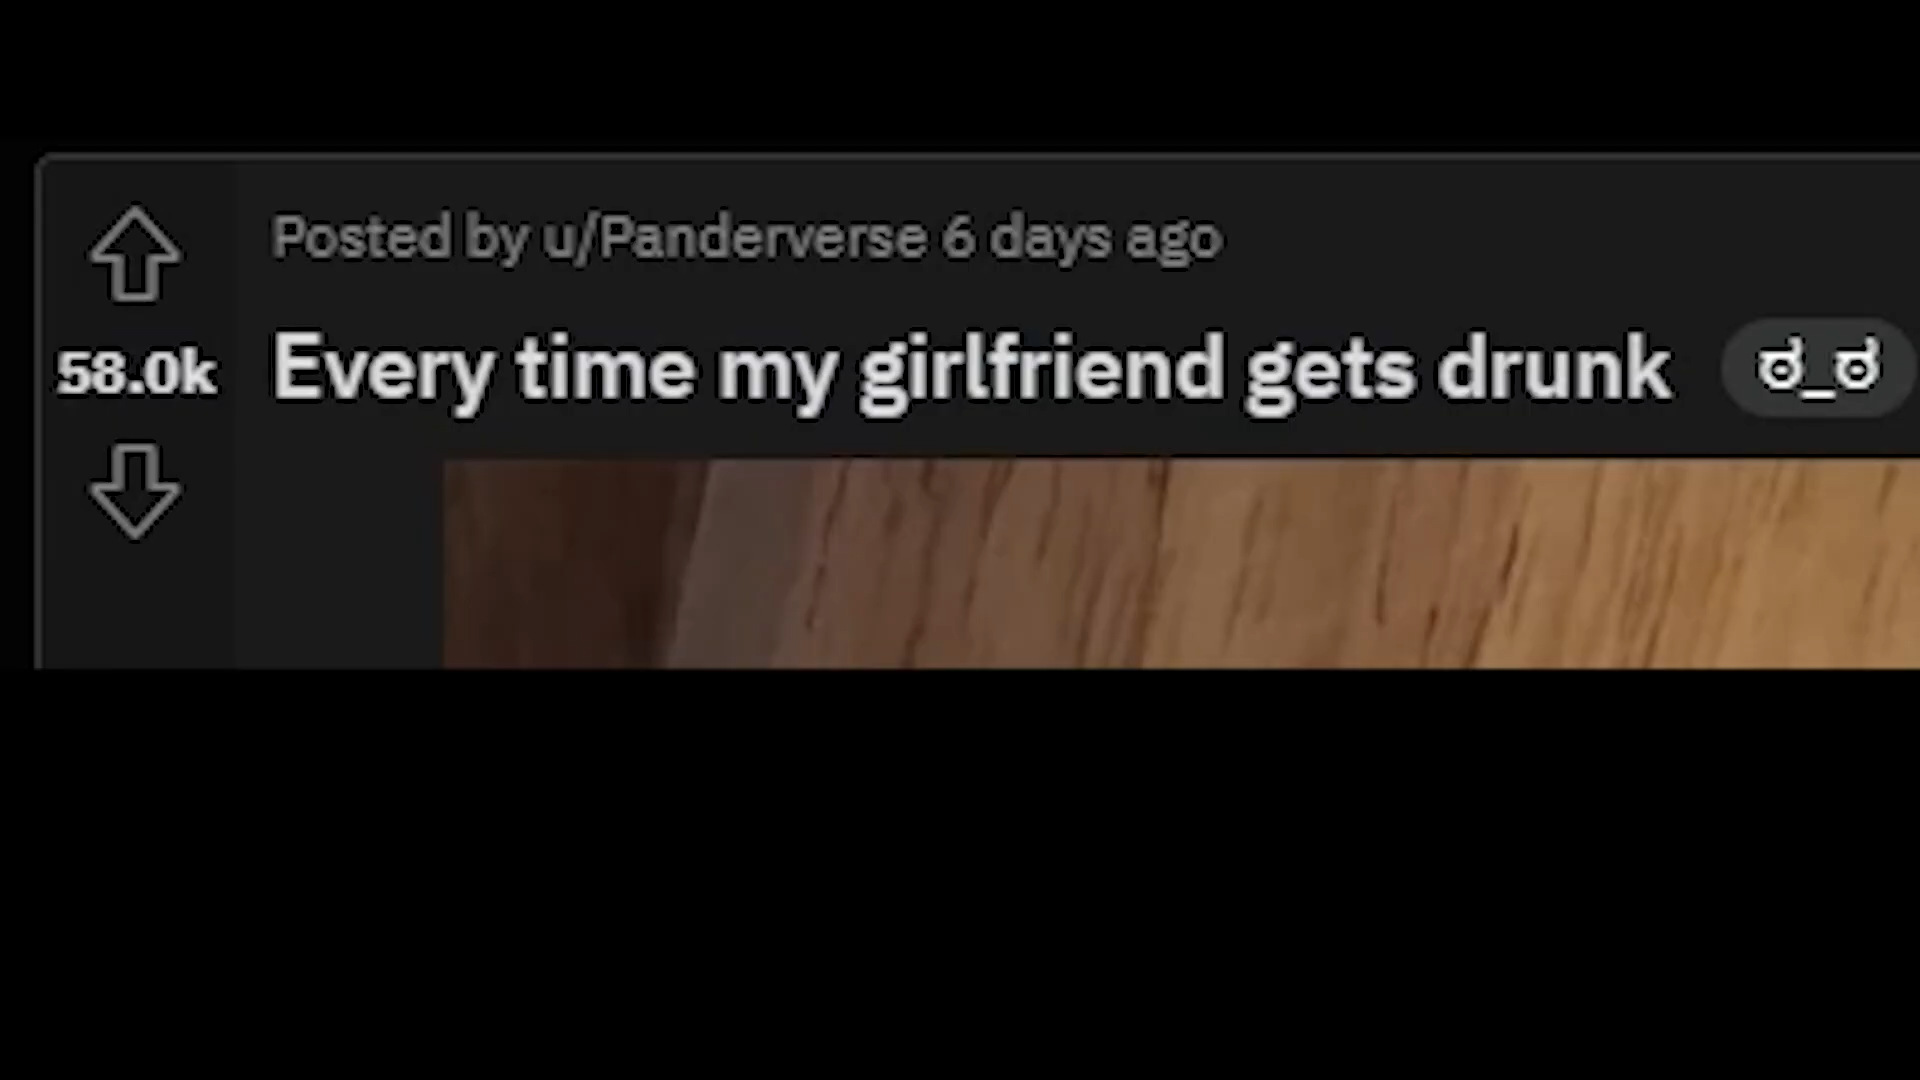 Posted by u/Panderverse 6 days ago
58.0k
Every time my girlfriend gets drunk
ಠ_ಠ